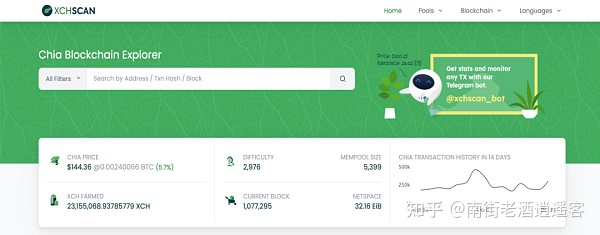 XCHSCAN
Home
Pools
Blockchain
Languages
Chia Blockchain Explorer
All Filters
Search by Address / Txn Hash / Block
Get stats and monitor
any TX with our
Telegram bot.
@xchscan_bot
CHIA PRICE
$144.36 @0.00240066 BTC (5.7%)
DIFFICULTY
2,976
MEMPOOL SIZE
5,399
CHIA TRANSACTION HISTORY IN 14 DAYS
500k
250k
XCH FARMED
23,155,068.93785779 XCH
CURRENT BLOCK
1,077,295
NETSPACE
32.16 EiB
知乎 @南街老酒逍遥客